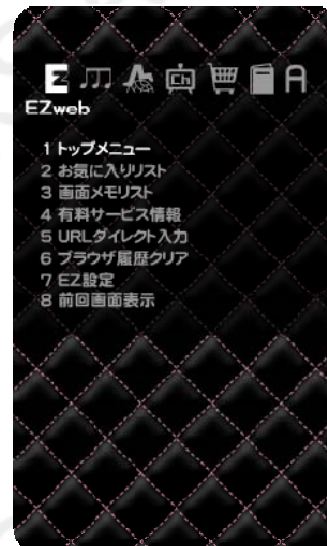 EZ Ch A
EZweb
1 トップメニュー
2 お気に入りリスト
3 画面メモリスト
4 有料サービス情報
5 URLダイレクト入力
6 ブラウザ履歴クリア
7 EZ設定
8 前回画面表示